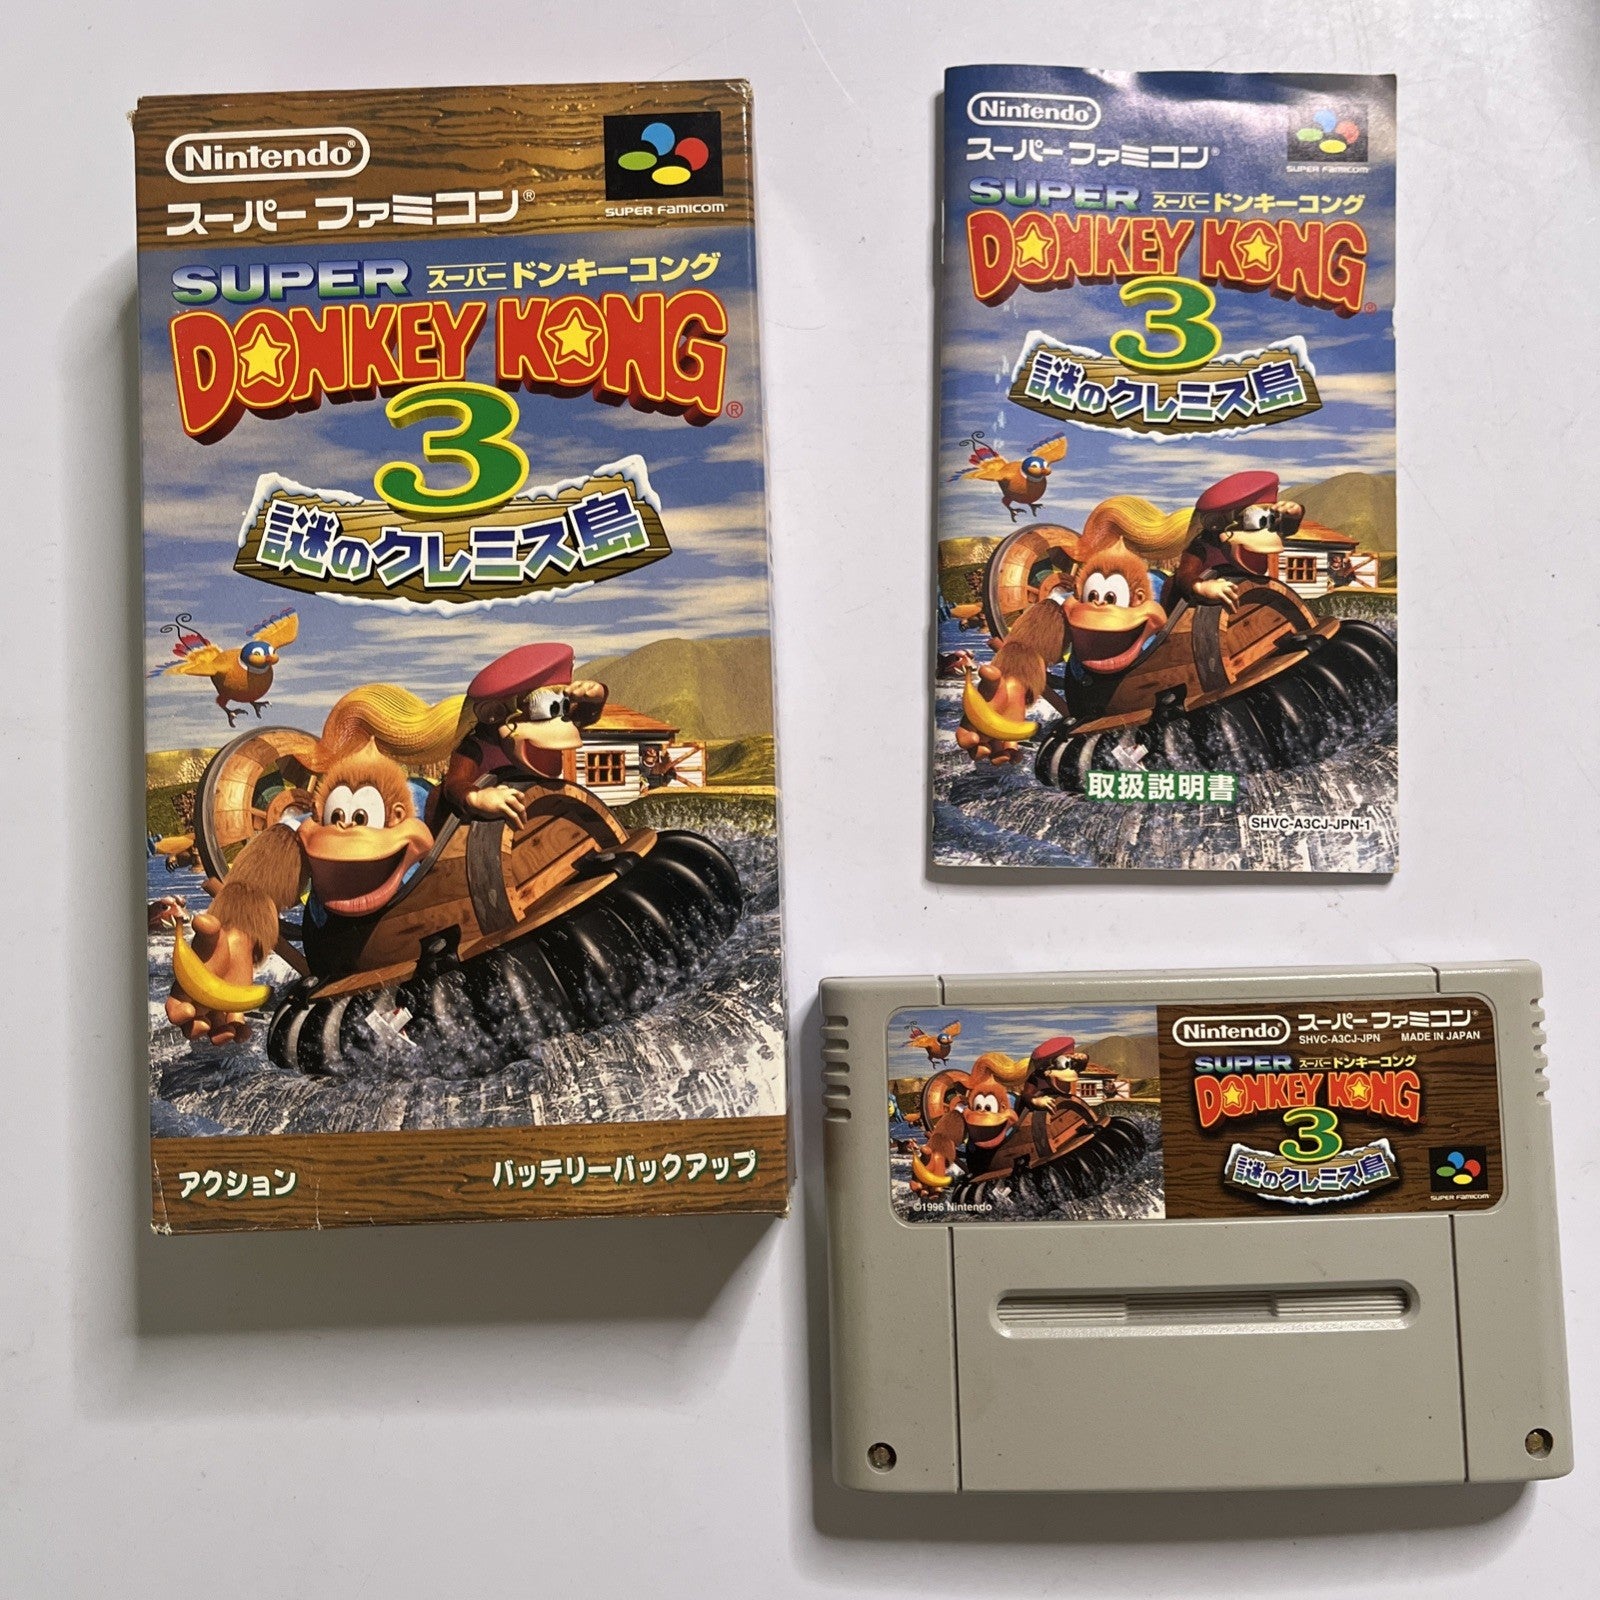 Nintendo®
スーパーファミコン®
SUPER FAMICOM™
SUPER スーパードンキーコング
DONKEY KONG®
3
謎のクレミス島
アクション
バッテリーバックアップ
Nintendo®
スーパーファミコン®
SUPER FAMICOM™
SUPER スーパードンキーコング
DONKEY KONG®
3
謎のクレミス島
取扱説明書
SHVC-A3CJ-JPN-1
Nintendo® スーパーファミコン®
SHVC-A3CJ-JPN MADE IN JAPAN
SUPER スーパードンキーコング
DONKEY KONG
3
謎のクレミス島
SUPER FAMICOM™
©1996 Nintendo